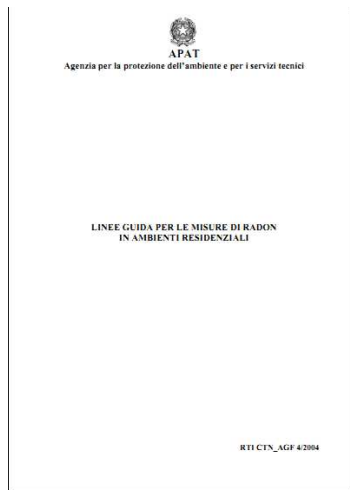 APAT
Agenzia per la protezione dell'ambiente e per i servizi tecnici
LINEE GUIDA PER LE MISURE DI RADON
IN AMBIENTI RESIDENZIALI
RTI CTN_AGF 4/2004